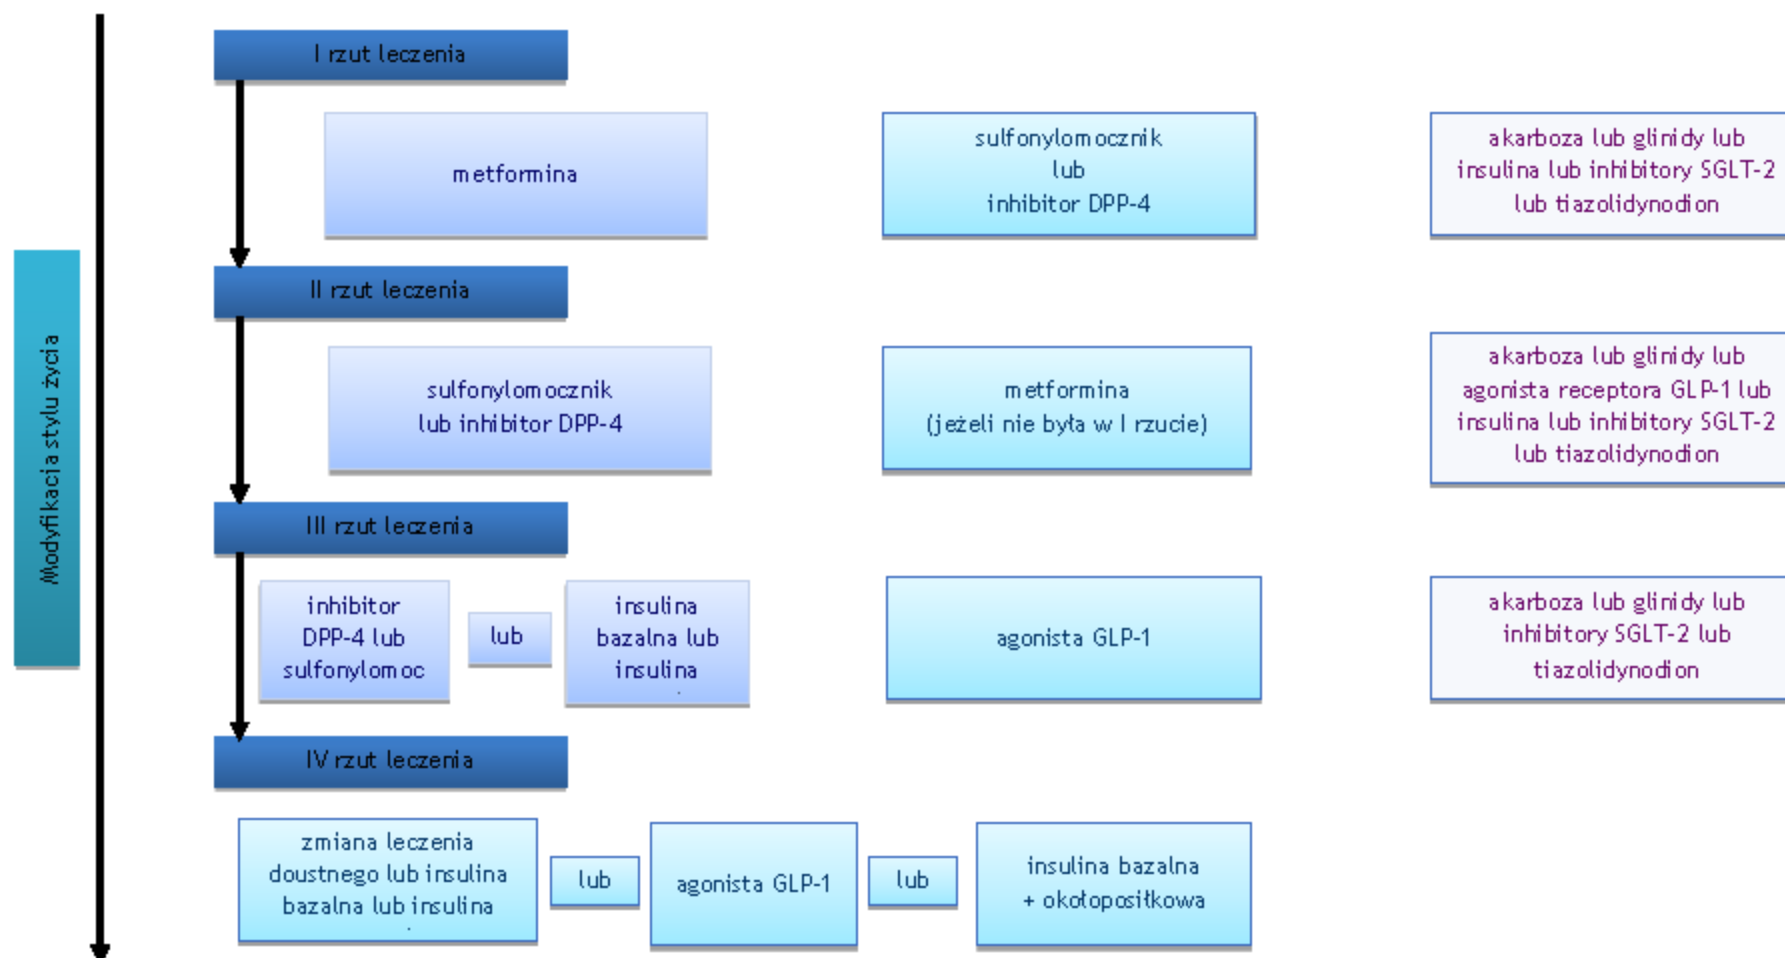 Modyfikacja stylu życia
I rzut leczenia
metformina
sulfonylomocznik
lub
inhibitor DPP-4
akarboza lub glinidy lub
insulina lub inhibitory SGLT-2
lub tiazolidynodion
II rzut leczenia
sulfonylomocznik
lub inhibitor DPP-4
metformina
(jeżeli nie była w I rzucie)
akarboza lub glinidy lub
agonista receptora GLP-1 lub
insulina lub inhibitory SGLT-2
lub tiazolidynodion
III rzut leczenia
inhibitor
DPP-4 lub
sulfonylomoc
lub
insulina
bazalna lub
insulina
agonista GLP-1
akarboza lub glinidy lub
inhibitory SGLT-2 lub
tiazolidynodion
IV rzut leczenia
zmiana leczenia
doustnego lub insulina
bazalna lub insulina
lub
agonista GLP-1
lub
insulina bazalna
+ okołoposiłkowa